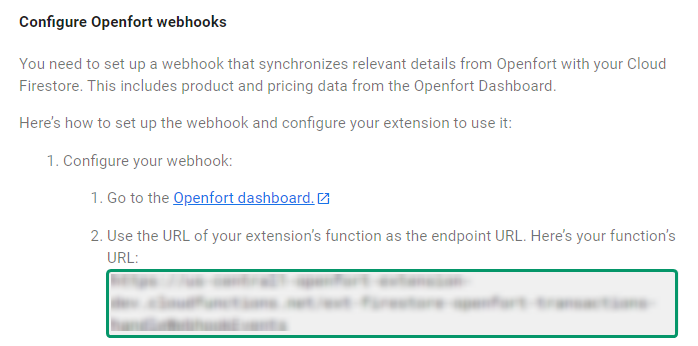 Configure Openfort webhooks
You need to set up a webhook that synchronizes relevant details from Openfort with your Cloud
Firestore. This includes product and pricing data from the Openfort Dashboard.
Here's how to set up the webhook and configure your extension to use it:
1. Configure your webhook:
1. Go to the Openfort dashboard.
2. Use the URL of your extension's function as the endpoint URL. Here's your function's
URL: